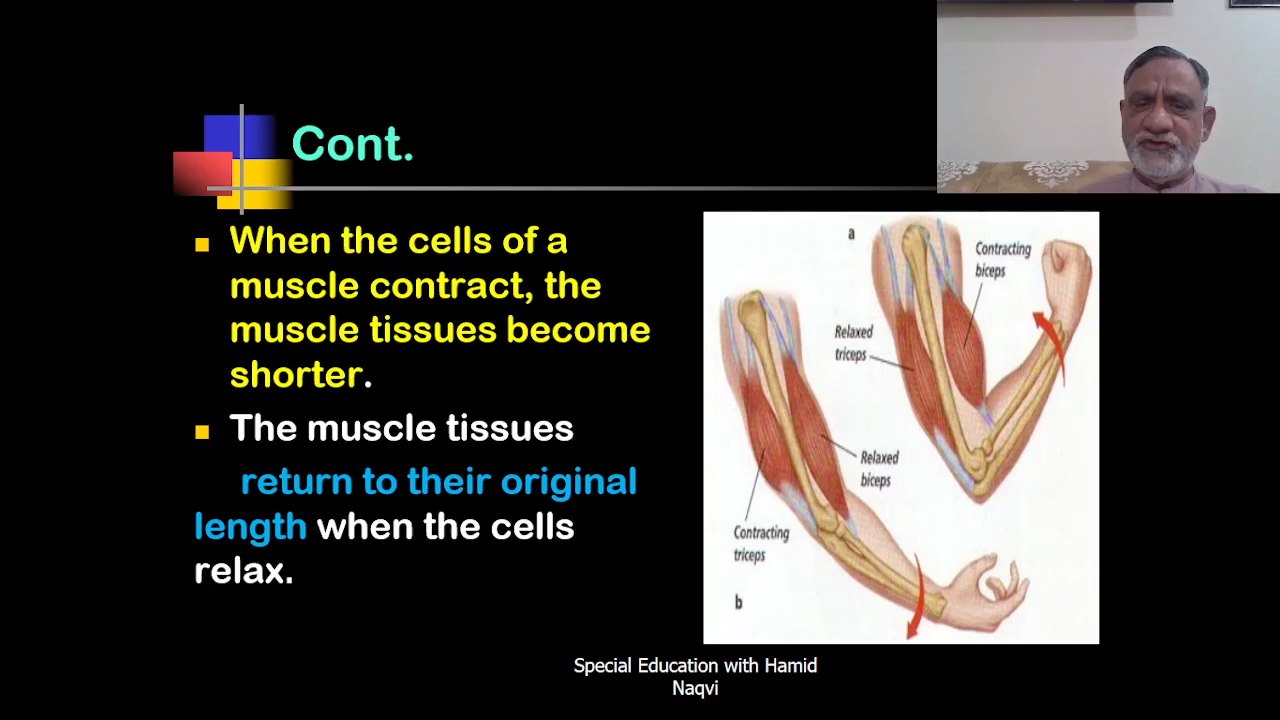 Cont.
When the cells of a
muscle contract, the
muscle tissues become
shorter.
The muscle tissues
return to their original
length when the cells
relax.
a
Contracting
biceps
Relaxed
triceps
Relaxed
biceps
Contracting
triceps
b
Special Education with Hamid
Naqvi